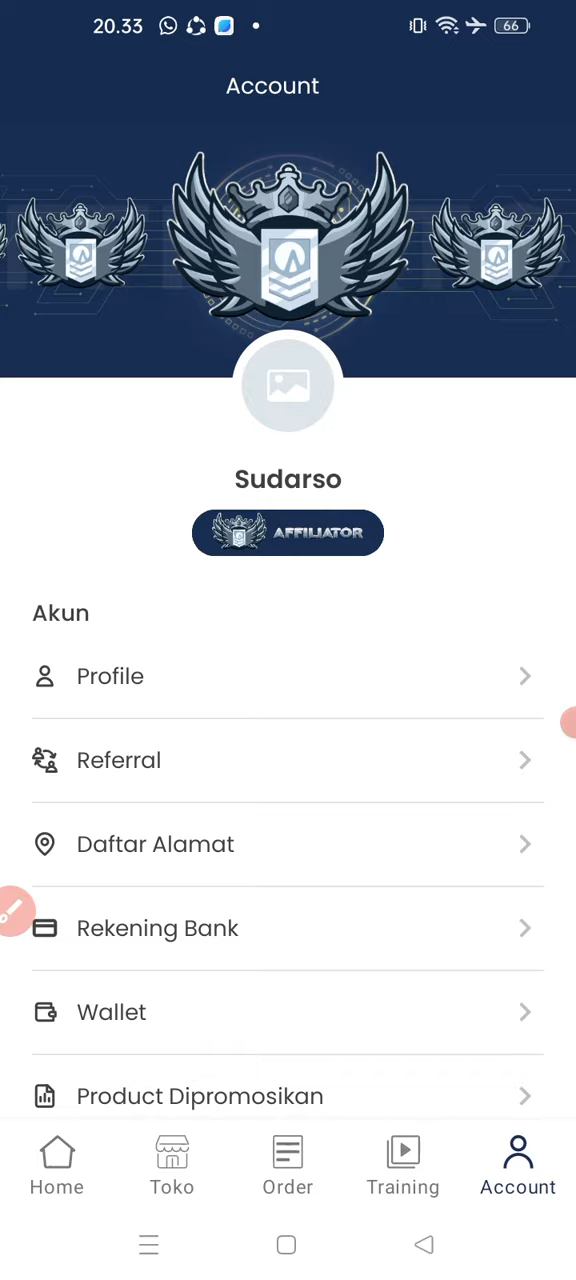 20.33
66
Account
Sudarso
AFFILIATOR
Akun
Profile
Referral
Daftar Alamat
Rekening Bank
Wallet
Product Dipromosikan
Home
Toko
Order
Training
Account